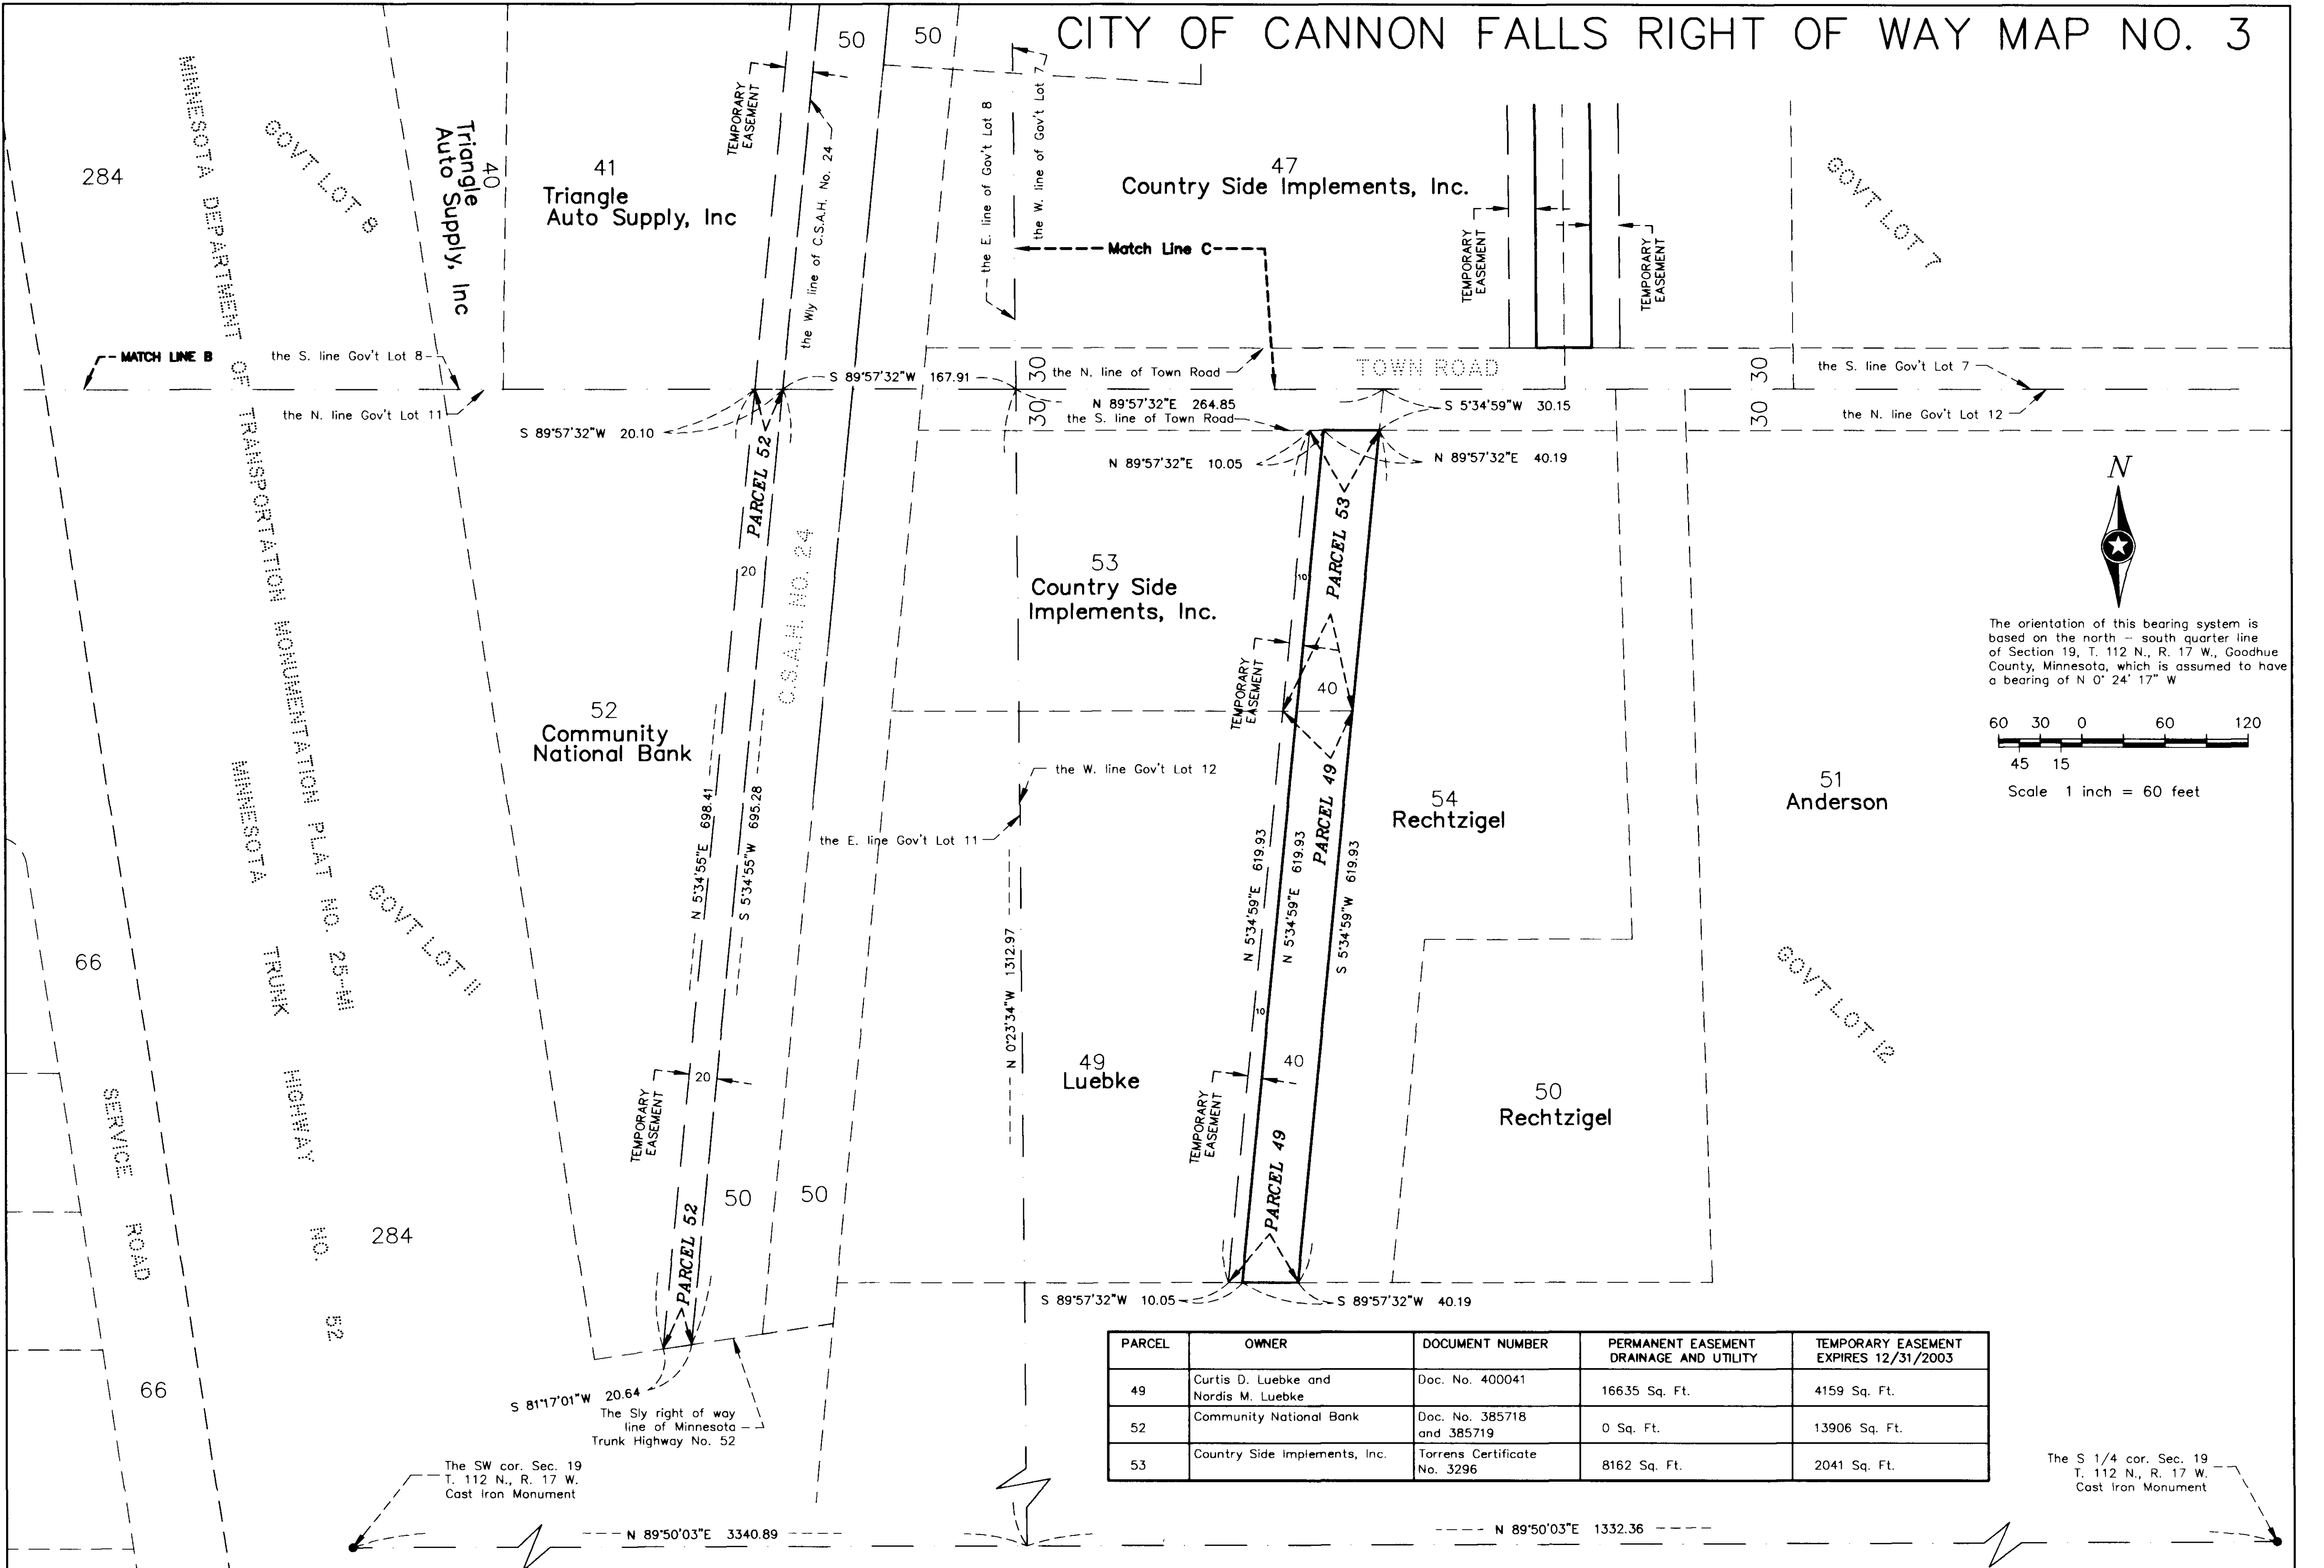 CITY OF CANNON FALLS RIGHT OF WAY MAP NO. 3
50
50
284
GOVT LOT 8
MINNESOTA DEPARTMENT OF TRANSPORTATION MONUMENTATION PLAT NO. 25-MI
40
Triangle
Auto Supply, Inc
41
Triangle
Auto Supply, Inc
TEMPORARY
EASEMENT
the Wly line of C.S.A.H. No. 24
the E. line of Gov't Lot 8
the W. line of Gov't Lot 7
47
Country Side Implements, Inc.
Match Line C
TEMPORARY
EASEMENT
TEMPORARY
EASEMENT
GOVT LOT 7
MATCH LINE B
the S. line Gov't Lot 8
the N. line Gov't Lot 11
S 89°57'32"W 167.91
S 89°57'32"W 20.10
30
30
the N. line of Town Road
TOWN ROAD
N 89°57'32"E 264.85
S 5°34'59"W 30.15
the S. line of Town Road
30
30
the S. line Gov't Lot 7
the N. line Gov't Lot 12
N 89°57'32"E 10.05
N 89°57'32"E 40.19
PARCEL 52
20
C.S.A.H. NO. 24
53
Country Side
Implements, Inc.
10
PARCEL 53
TEMPORARY
EASEMENT
40
N
The orientation of this bearing system is
based on the north - south quarter line
of Section 19, T. 112 N., R. 17 W., Goodhue
County, Minnesota, which is assumed to have
a bearing of N 0° 24' 17" W
60 30 0 60 120
45 15
Scale 1 inch = 60 feet
52
Community
National Bank
N 5°34'55"E 698.41
S 5°34'55"W 695.28
the W. line Gov't Lot 12
the E. line Gov't Lot 11
PARCEL 49
54
Rechtzigel
51
Anderson
N 5°34'59"E 619.93
N 5°34'59"E 619.93
S 5°34'59"W 619.93
MINNESOTA TRUNK HIGHWAY NO. 52
GOVT LOT 11
66
N 0°23'34"W 1312.97
GOVT LOT 12
10
49
Luebke
40
TEMPORARY
EASEMENT
20
TEMPORARY
EASEMENT
50
Rechtzigel
SERVICE ROAD
284
PARCEL 52
50
50
PARCEL 49
S 89°57'32"W 10.05
S 89°57'32"W 40.19
66
S 81°17'01"W 20.64
The Sly right of way
line of Minnesota
Trunk Highway No. 52
PARCEL OWNER DOCUMENT NUMBER PERMANENT EASEMENT DRAINAGE AND UTILITY TEMPORARY EASEMENT EXPIRES 12/31/2003
49 Curtis D. Luebke and Nordis M. Luebke Doc. No. 400041 16635 Sq. Ft. 4159 Sq. Ft.
52 Community National Bank Doc. No. 385718 and 385719 0 Sq. Ft. 13906 Sq. Ft.
53 Country Side Implements, Inc. Torrens Certificate No. 3296 8162 Sq. Ft. 2041 Sq. Ft.
The SW cor. Sec. 19
T. 112 N., R. 17 W.
Cast Iron Monument
The S 1/4 cor. Sec. 19
T. 112 N., R. 17 W.
Cast Iron Monument
N 89°50'03"E 3340.89
N 89°50'03"E 1332.36